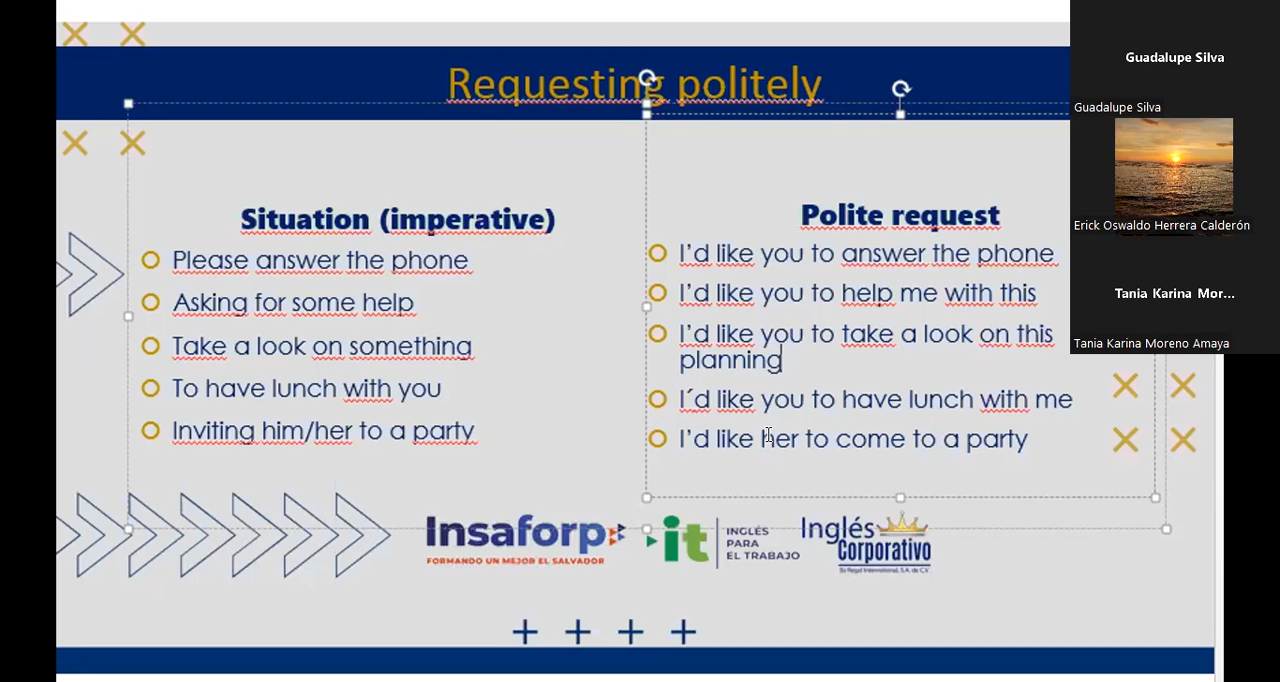 Requesting politely
Situation (imperative)
Please answer the phone
Asking for some help
Take a look on something
To have lunch with you
Inviting him/her to a party
Polite request
I'd like you to answer the phone
I'd like you to help me with this
I'd like you to take a look on this
planning
I´d like you to have lunch with me
I'd like her to come to a party
Insaforp
FORMANDO UN MEJOR EL SALVADOR
it
INGLÉS
PARA
EL TRABAJO
Inglés
Corporativo
Guadalupe Silva
Guadalupe Silva
Erick Oswaldo Herrera Calderón
Tania Karina Mor...
Tania Karina Moreno Amaya